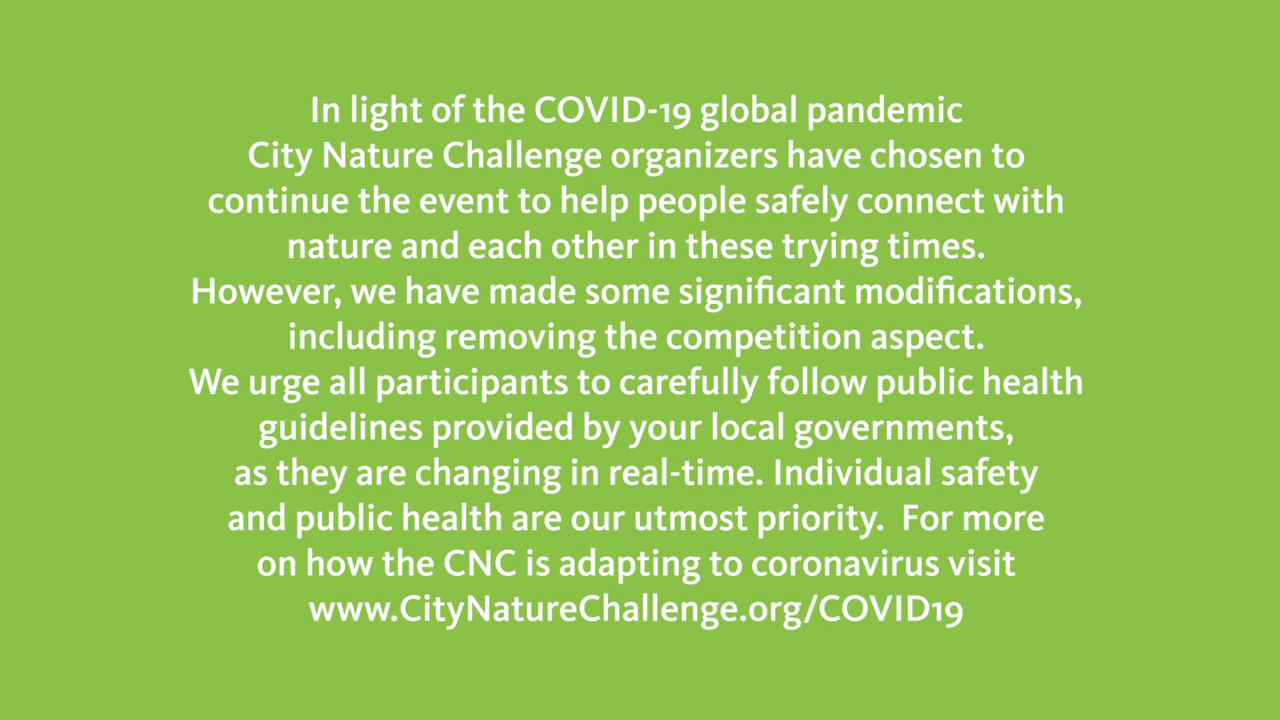 In light of the COVID-19 global pandemic
City Nature Challenge organizers have chosen to
continue the event to help people safely connect with
nature and each other in these trying times.
However, we have made some significant modifications,
including removing the competition aspect.
We urge all participants to carefully follow public health
guidelines provided by your local governments,
as they are changing in real-time. Individual safety
and public health are our utmost priority.  For more
on how the CNC is adapting to coronavirus visit
www.CityNatureChallenge.org/COVID19